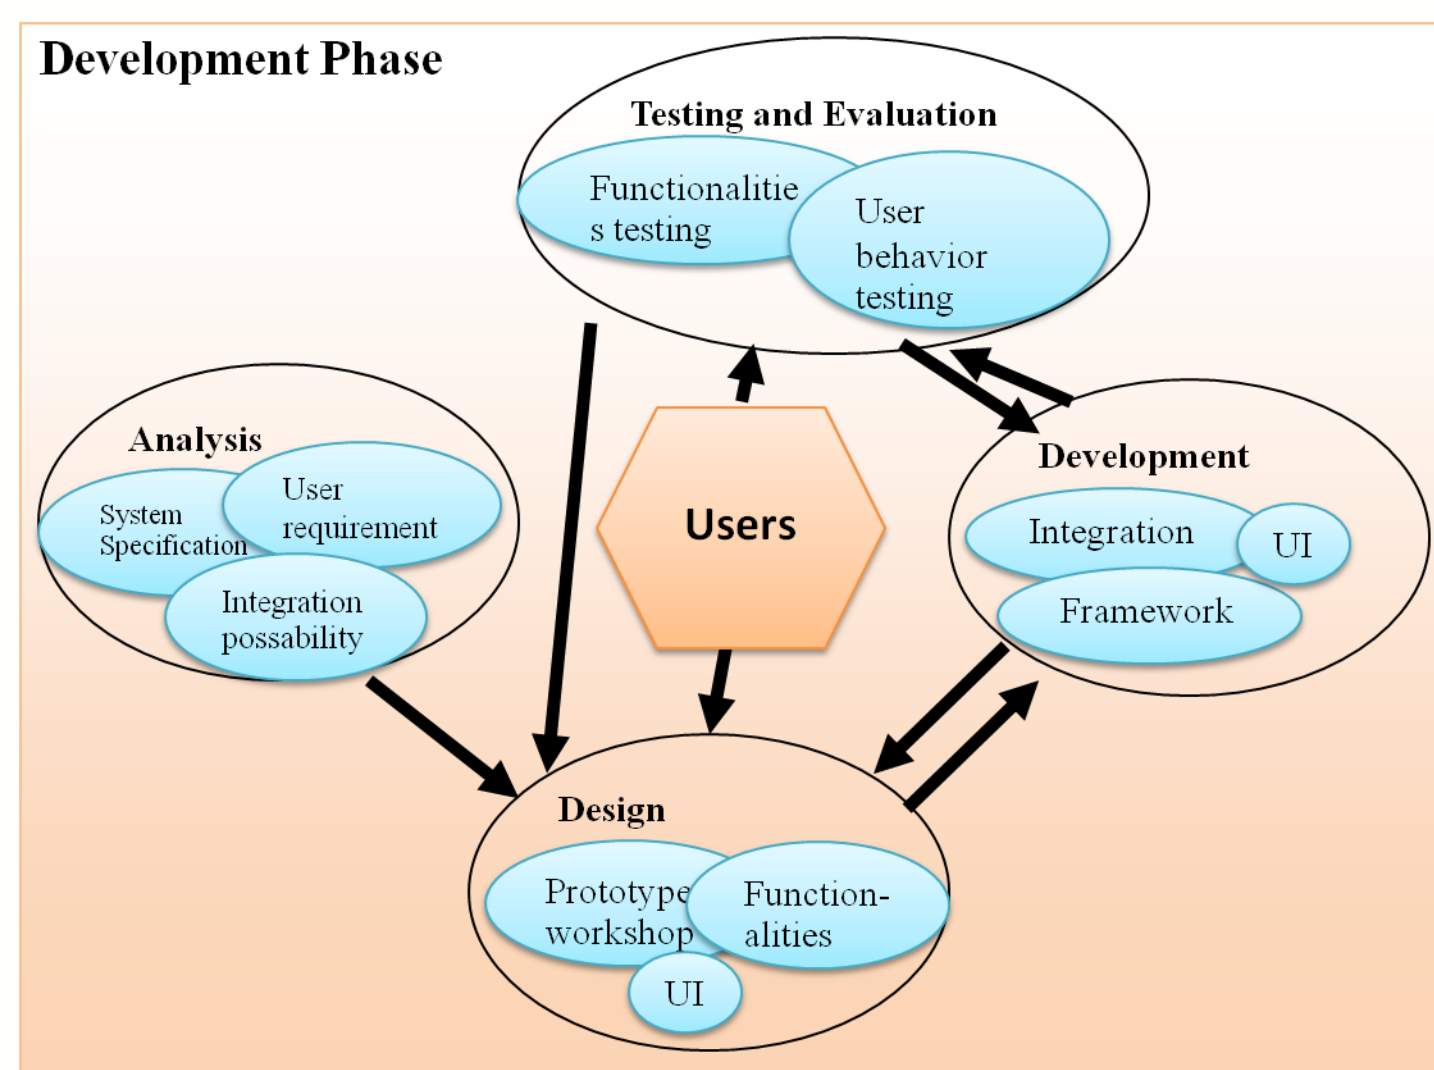 Development Phase
Testing and Evaluation
Functionalitie
s testing
User
behavior
testing
Analysis
System
Specification
User
requirement
Integration
possability
Users
Development
Integration
UI
Framework
Design
Prototype
workshop
Function-
alities
UI